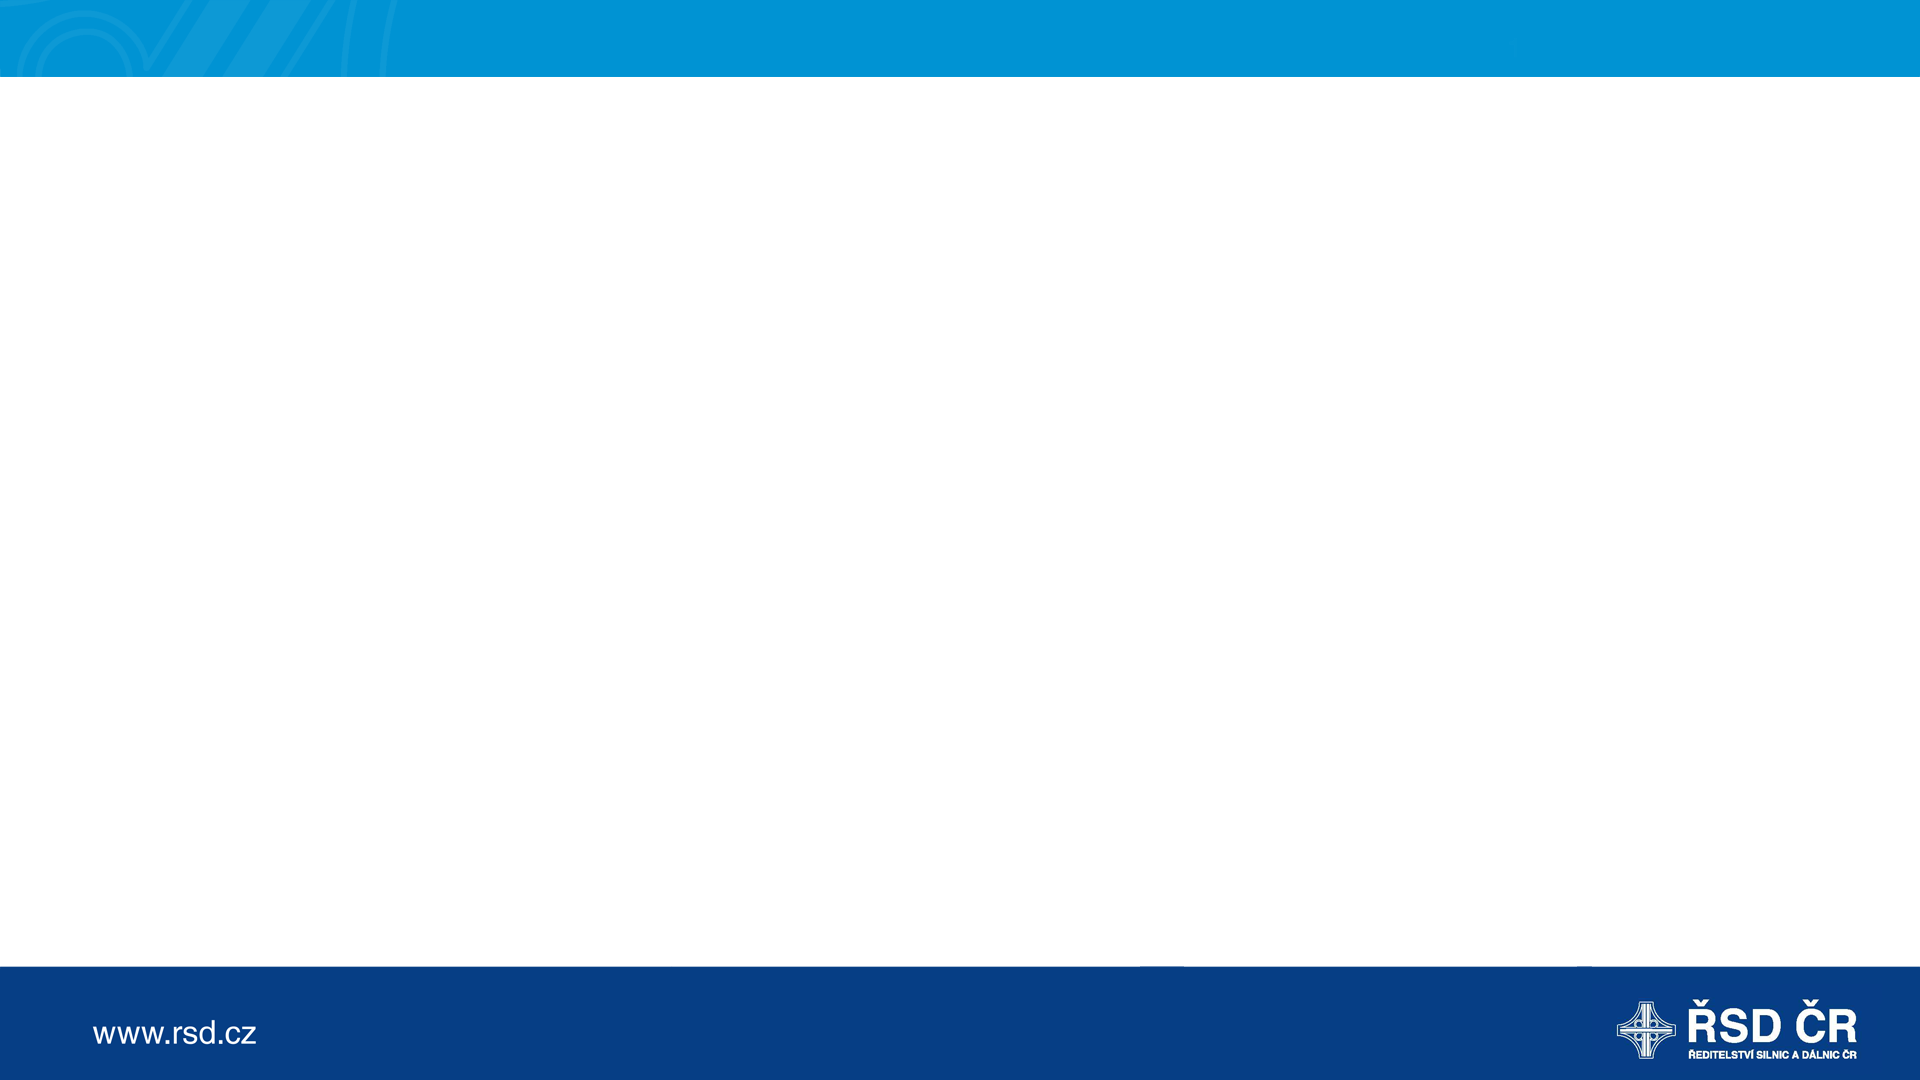 www.rsd.cz
ŘSD ČR
ŘEDITELSTVÍ SILNIC A DÁLNIC ČR